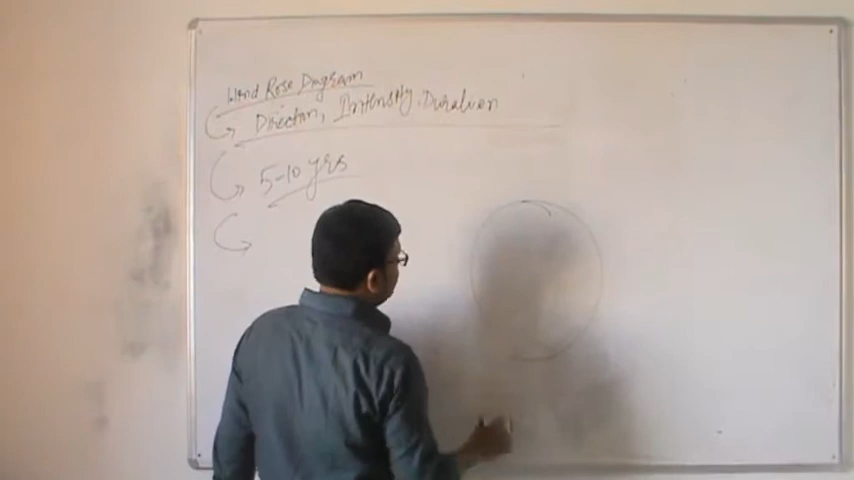 Wind Rose Diagram
Direction, Intensity, Duration
5-10 yrs